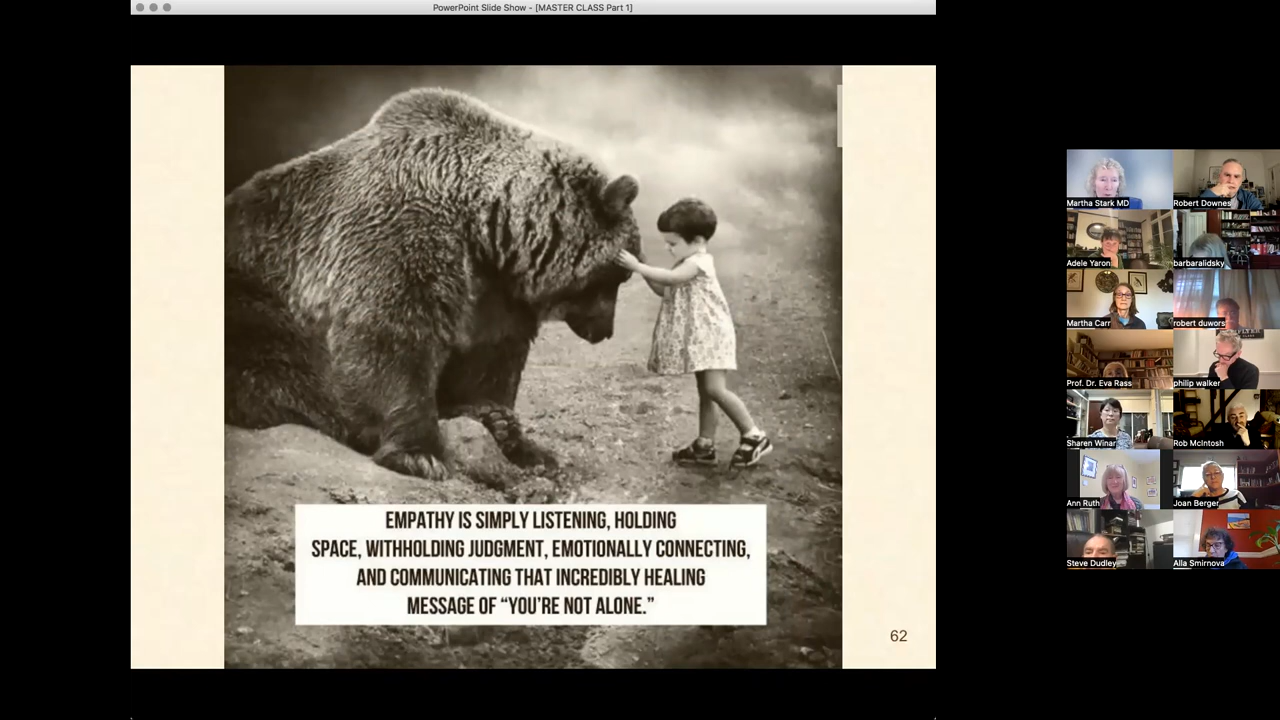 PowerPoint Slide Show - [MASTER CLASS Part 1]
EMPATHY IS SIMPLY LISTENING, HOLDING
SPACE, WITHHOLDING JUDGMENT, EMOTIONALLY CONNECTING,
AND COMMUNICATING THAT INCREDIBLY HEALING
MESSAGE OF “YOU’RE NOT ALONE.”
62
Martha Stark MD
Robert Downes
Adele Yaron
barbaralidsky
Martha Carr
robert duwors
Prof. Dr. Eva Rass
philip walker
Sharen Winar
Rob McIntosh
Ann Ruth
Joan Berger
Steve Dudley
Alla Smirnova